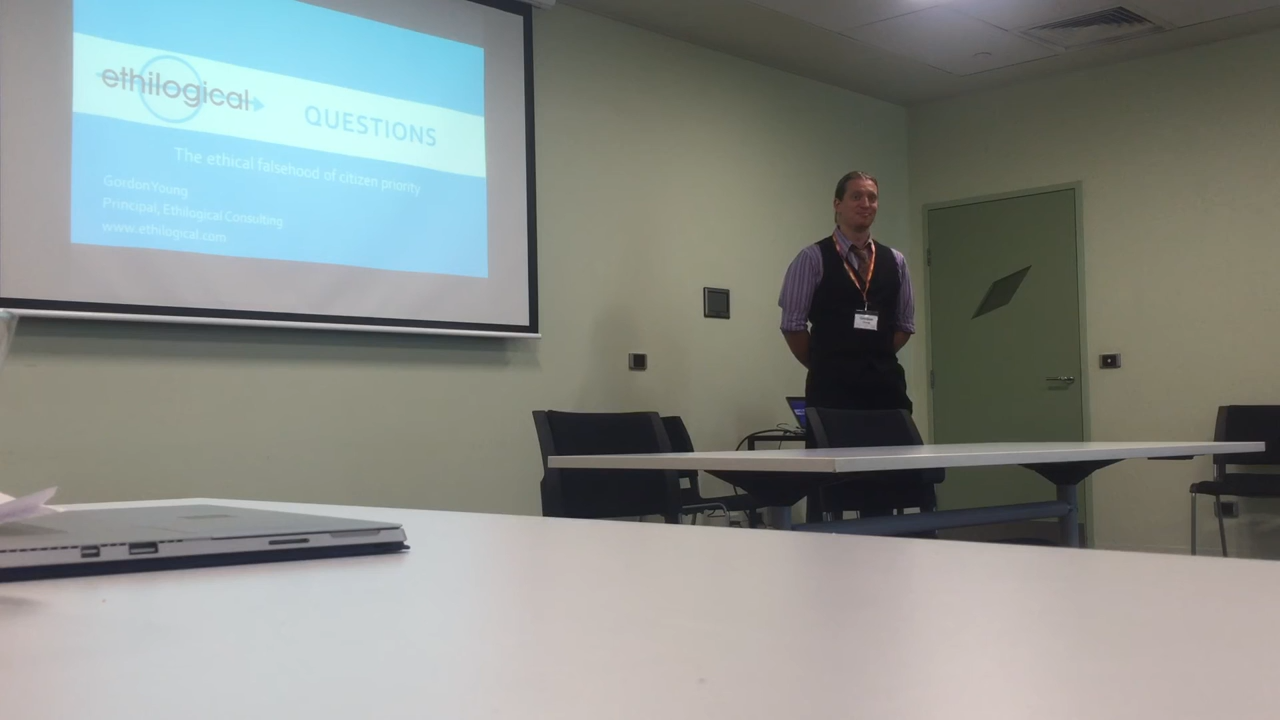 ethilogical
QUESTIONS
The ethical falsehood of citizen priority
Gordon Young
Principal, Ethilogical Consulting
www.ethilogical.com